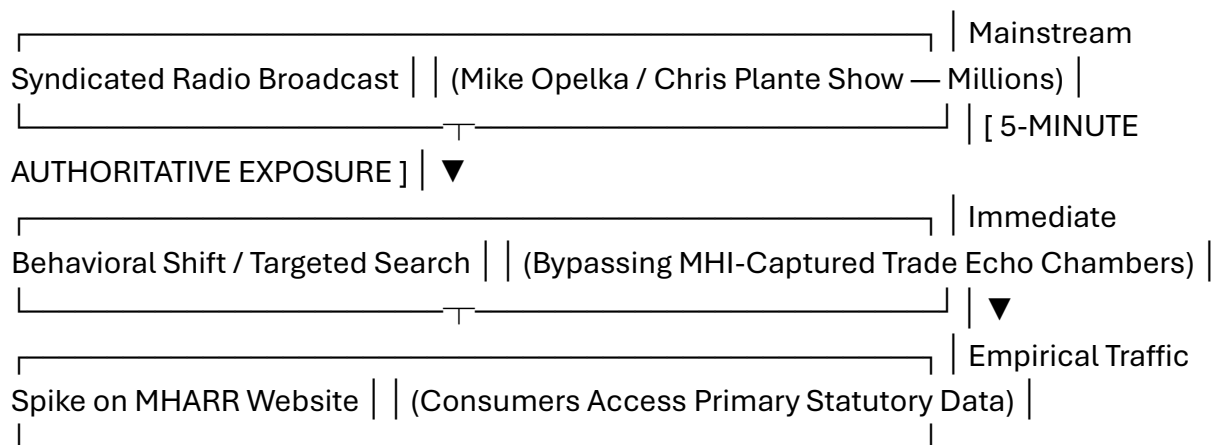 ┌──────────────────────────────┐ │ Mainstream
Syndicated Radio Broadcast │ │ (Mike Opelka / Chris Plante Show — Millions) │
└──────────────┬───────────────┘ │ [ 5-MINUTE
AUTHORITATIVE EXPOSURE ] │ ▼
┌──────────────────────────────┐ │ Immediate
Behavioral Shift / Targeted Search │ │ (Bypassing MHI-Captured Trade Echo Chambers) │
└──────────────┬───────────────┘ │ ▼
┌──────────────────────────────┐ │ Empirical Traffic
Spike on MHARR Website │ │ (Consumers Access Primary Statutory Data) │